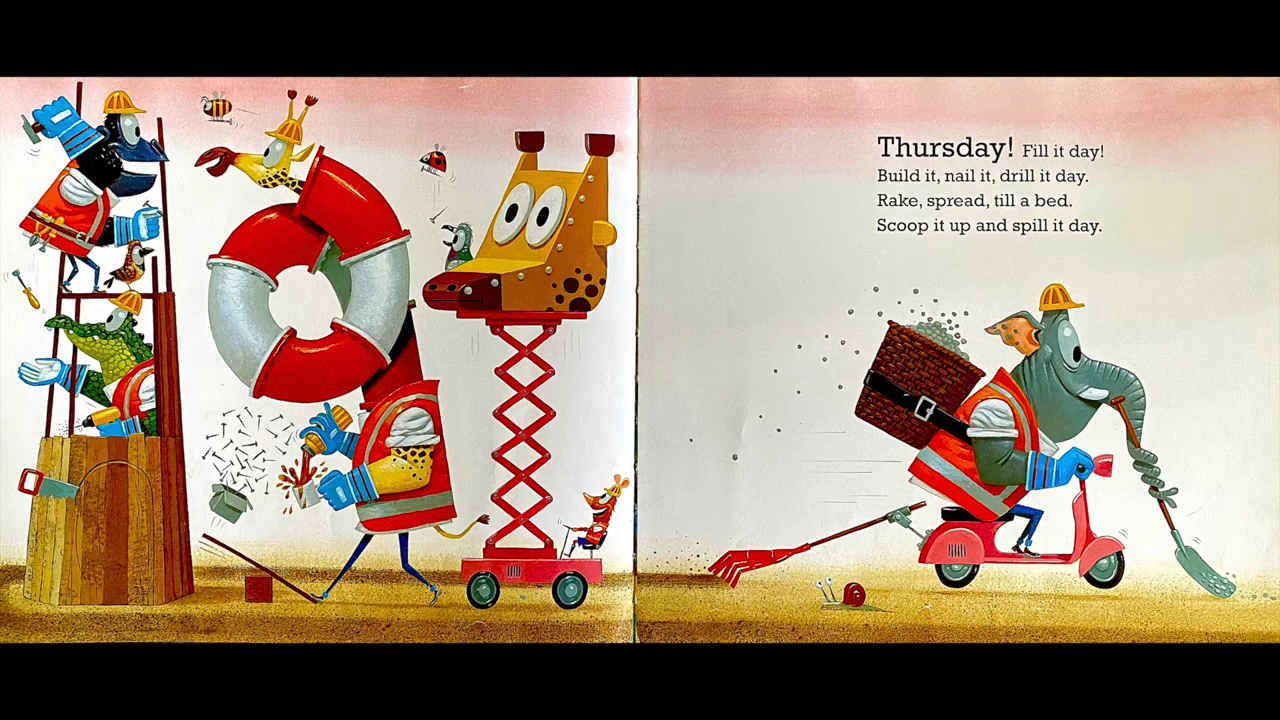 Thursday! Fill it day!
Build it, nail it, drill it day.
Rake, spread, till a bed.
Scoop it up and spill it day.